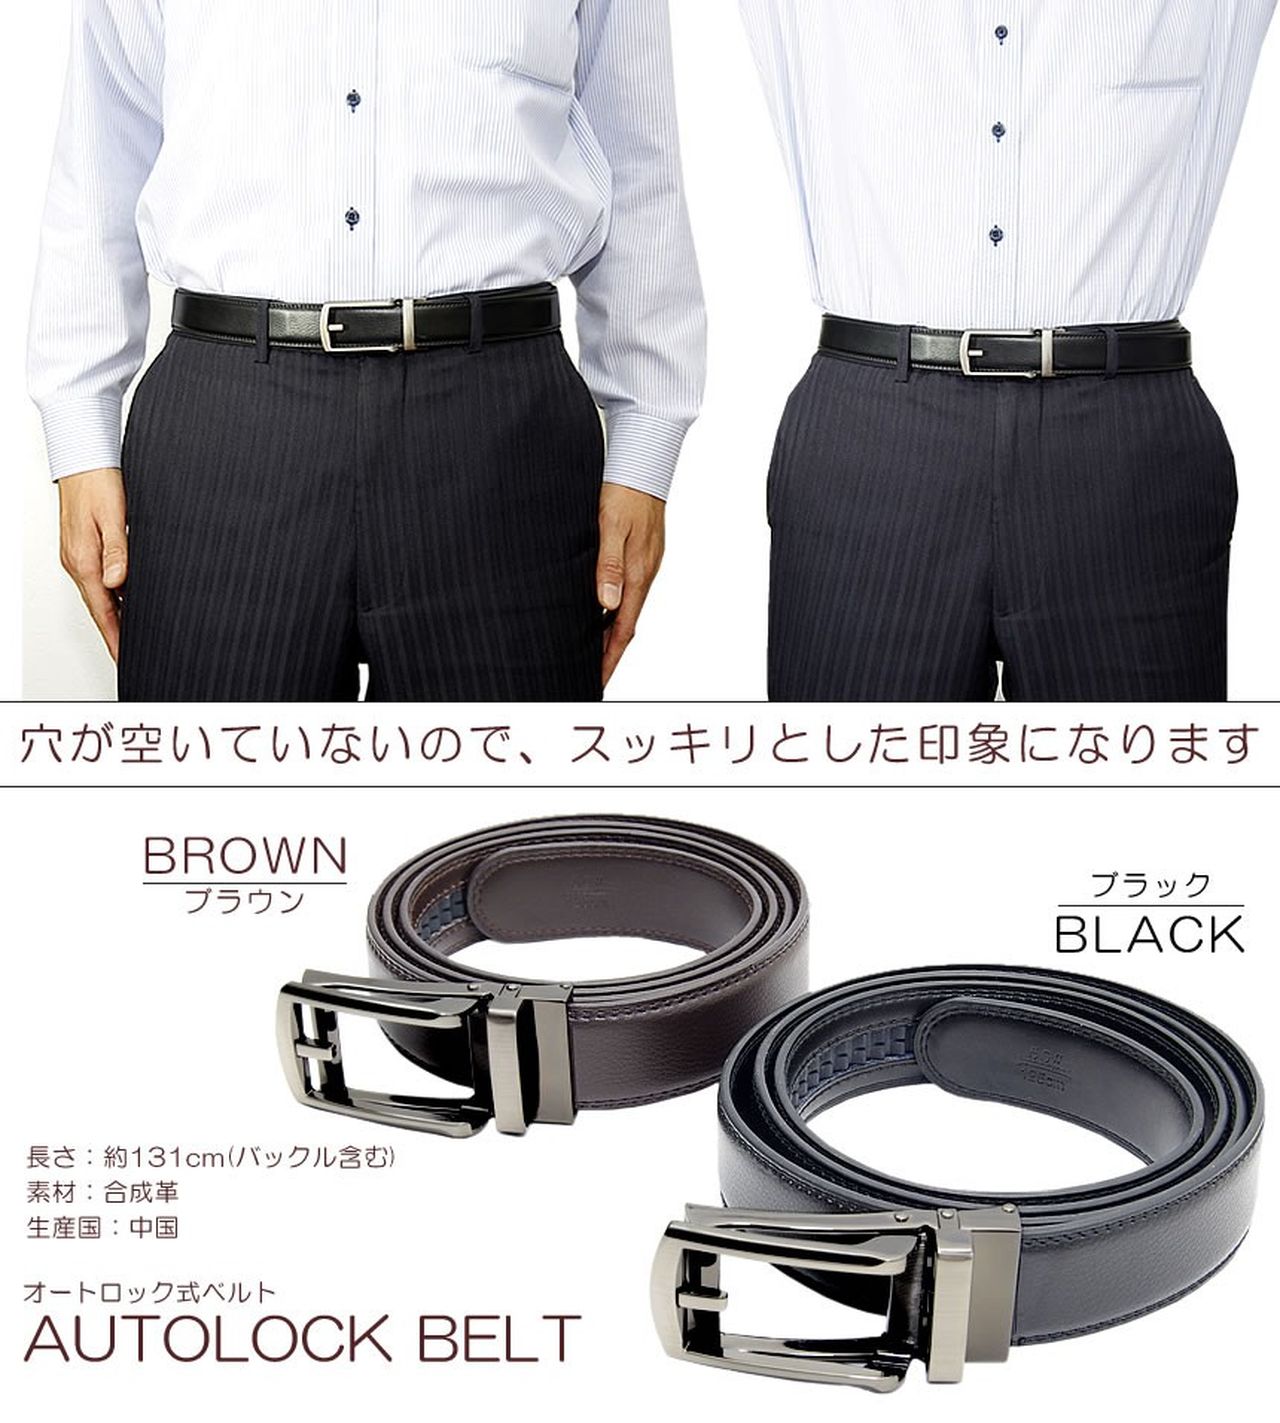 穴が空いていないので、スッキリとした印象になります
BROWN
ブラウン
ブラック
BLACK
長さ：約131cm(バックル含む)
素材：合成革
生産国：中国
オートロック式ベルト
AUTOLOCK BELT